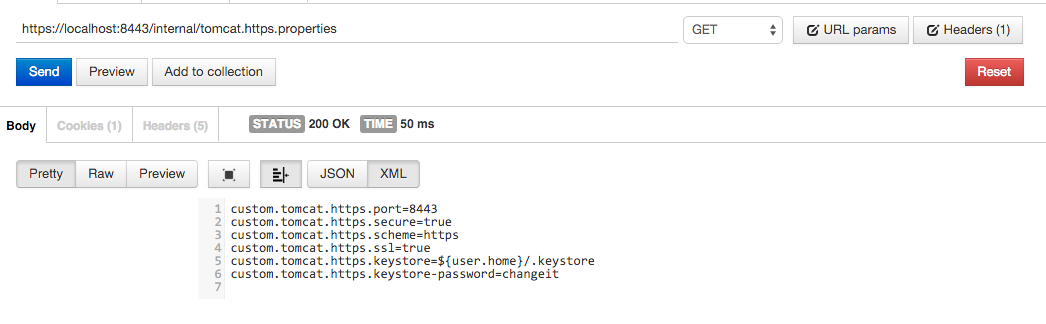 https://localhost:8443/internal/tomcat.https.properties GET URL params Headers (1)
Send Preview Add to collection Reset
Body Cookies (1) Headers (5) STATUS 200 OK TIME 50 ms
Pretty Raw Preview JSON XML
1 custom.tomcat.https.port=8443
2 custom.tomcat.https.secure=true
3 custom.tomcat.https.scheme=https
4 custom.tomcat.https.ssl=true
5 custom.tomcat.https.keystore=${user.home}/.keystore
6 custom.tomcat.https.keystore-password=changeit
7